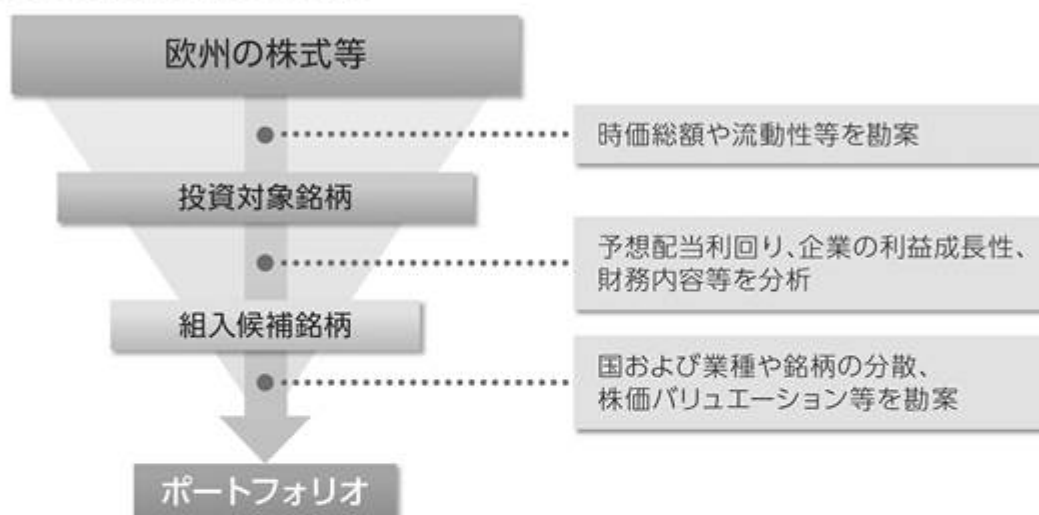 欧州の株式等
時価総額や流動性等を勘案
投資対象銘柄
予想配当利回り、企業の利益成長性、
財務内容等を分析
組入候補銘柄
国および業種や銘柄の分散、
株価バリュエーション等を勘案
ポートフォリオ